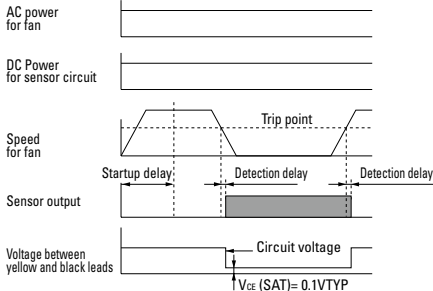 AC power
for fan
DC Power
for sensor circuit
Trip point
Speed
for fan
Startup delay
Detection delay
Detection delay
Sensor output
Circuit voltage
Voltage between
yellow and black leads
VCE (SAT)= 0.1VTYP